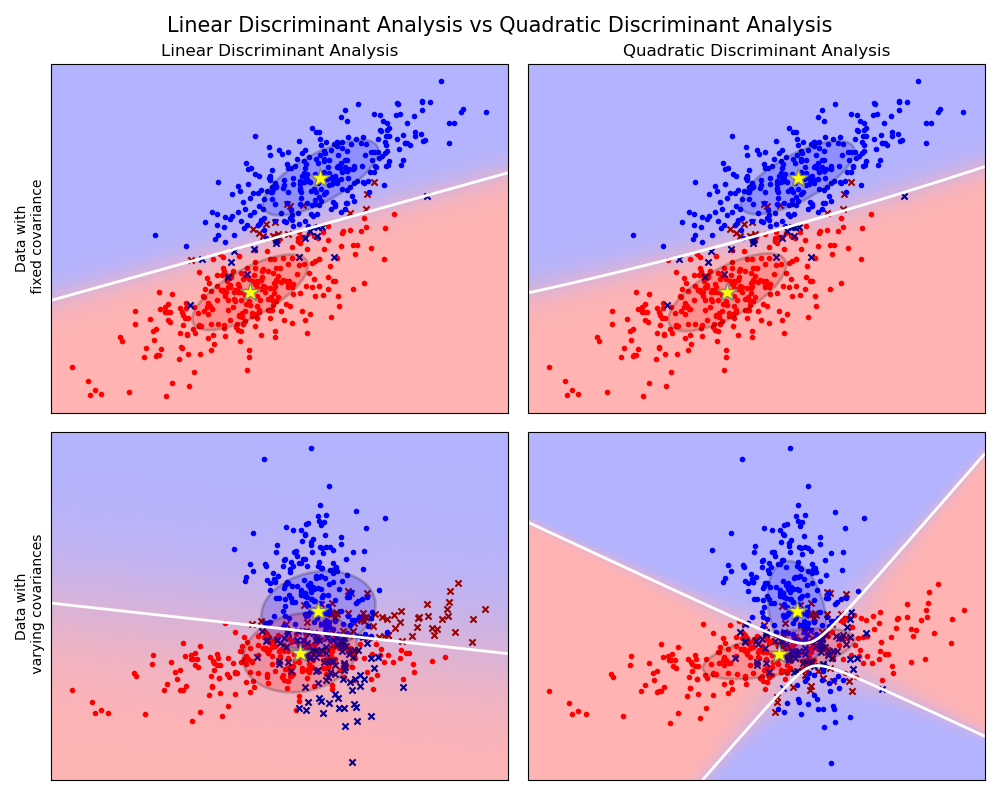 Linear Discriminant Analysis vs Quadratic Discriminant Analysis
Linear Discriminant Analysis
Quadratic Discriminant Analysis
Data with
fixed covariance
Data with
varying covariances